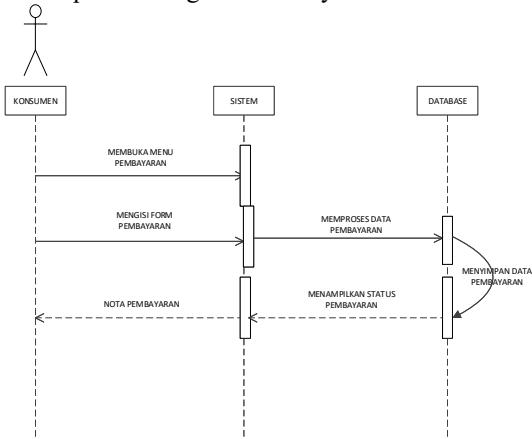 KONSUMEN
SISTEM
DATABASE
MEMBUKA MENU
PEMBAYARAN
MENGISI FORM
PEMBAYARAN
MEMPROSES DATA
PEMBAYARAN
MENYIMPAN DATA
PEMBAYARAN
MENAMPILKAN STATUS
PEMBAYARAN
NOTA PEMBAYARAN